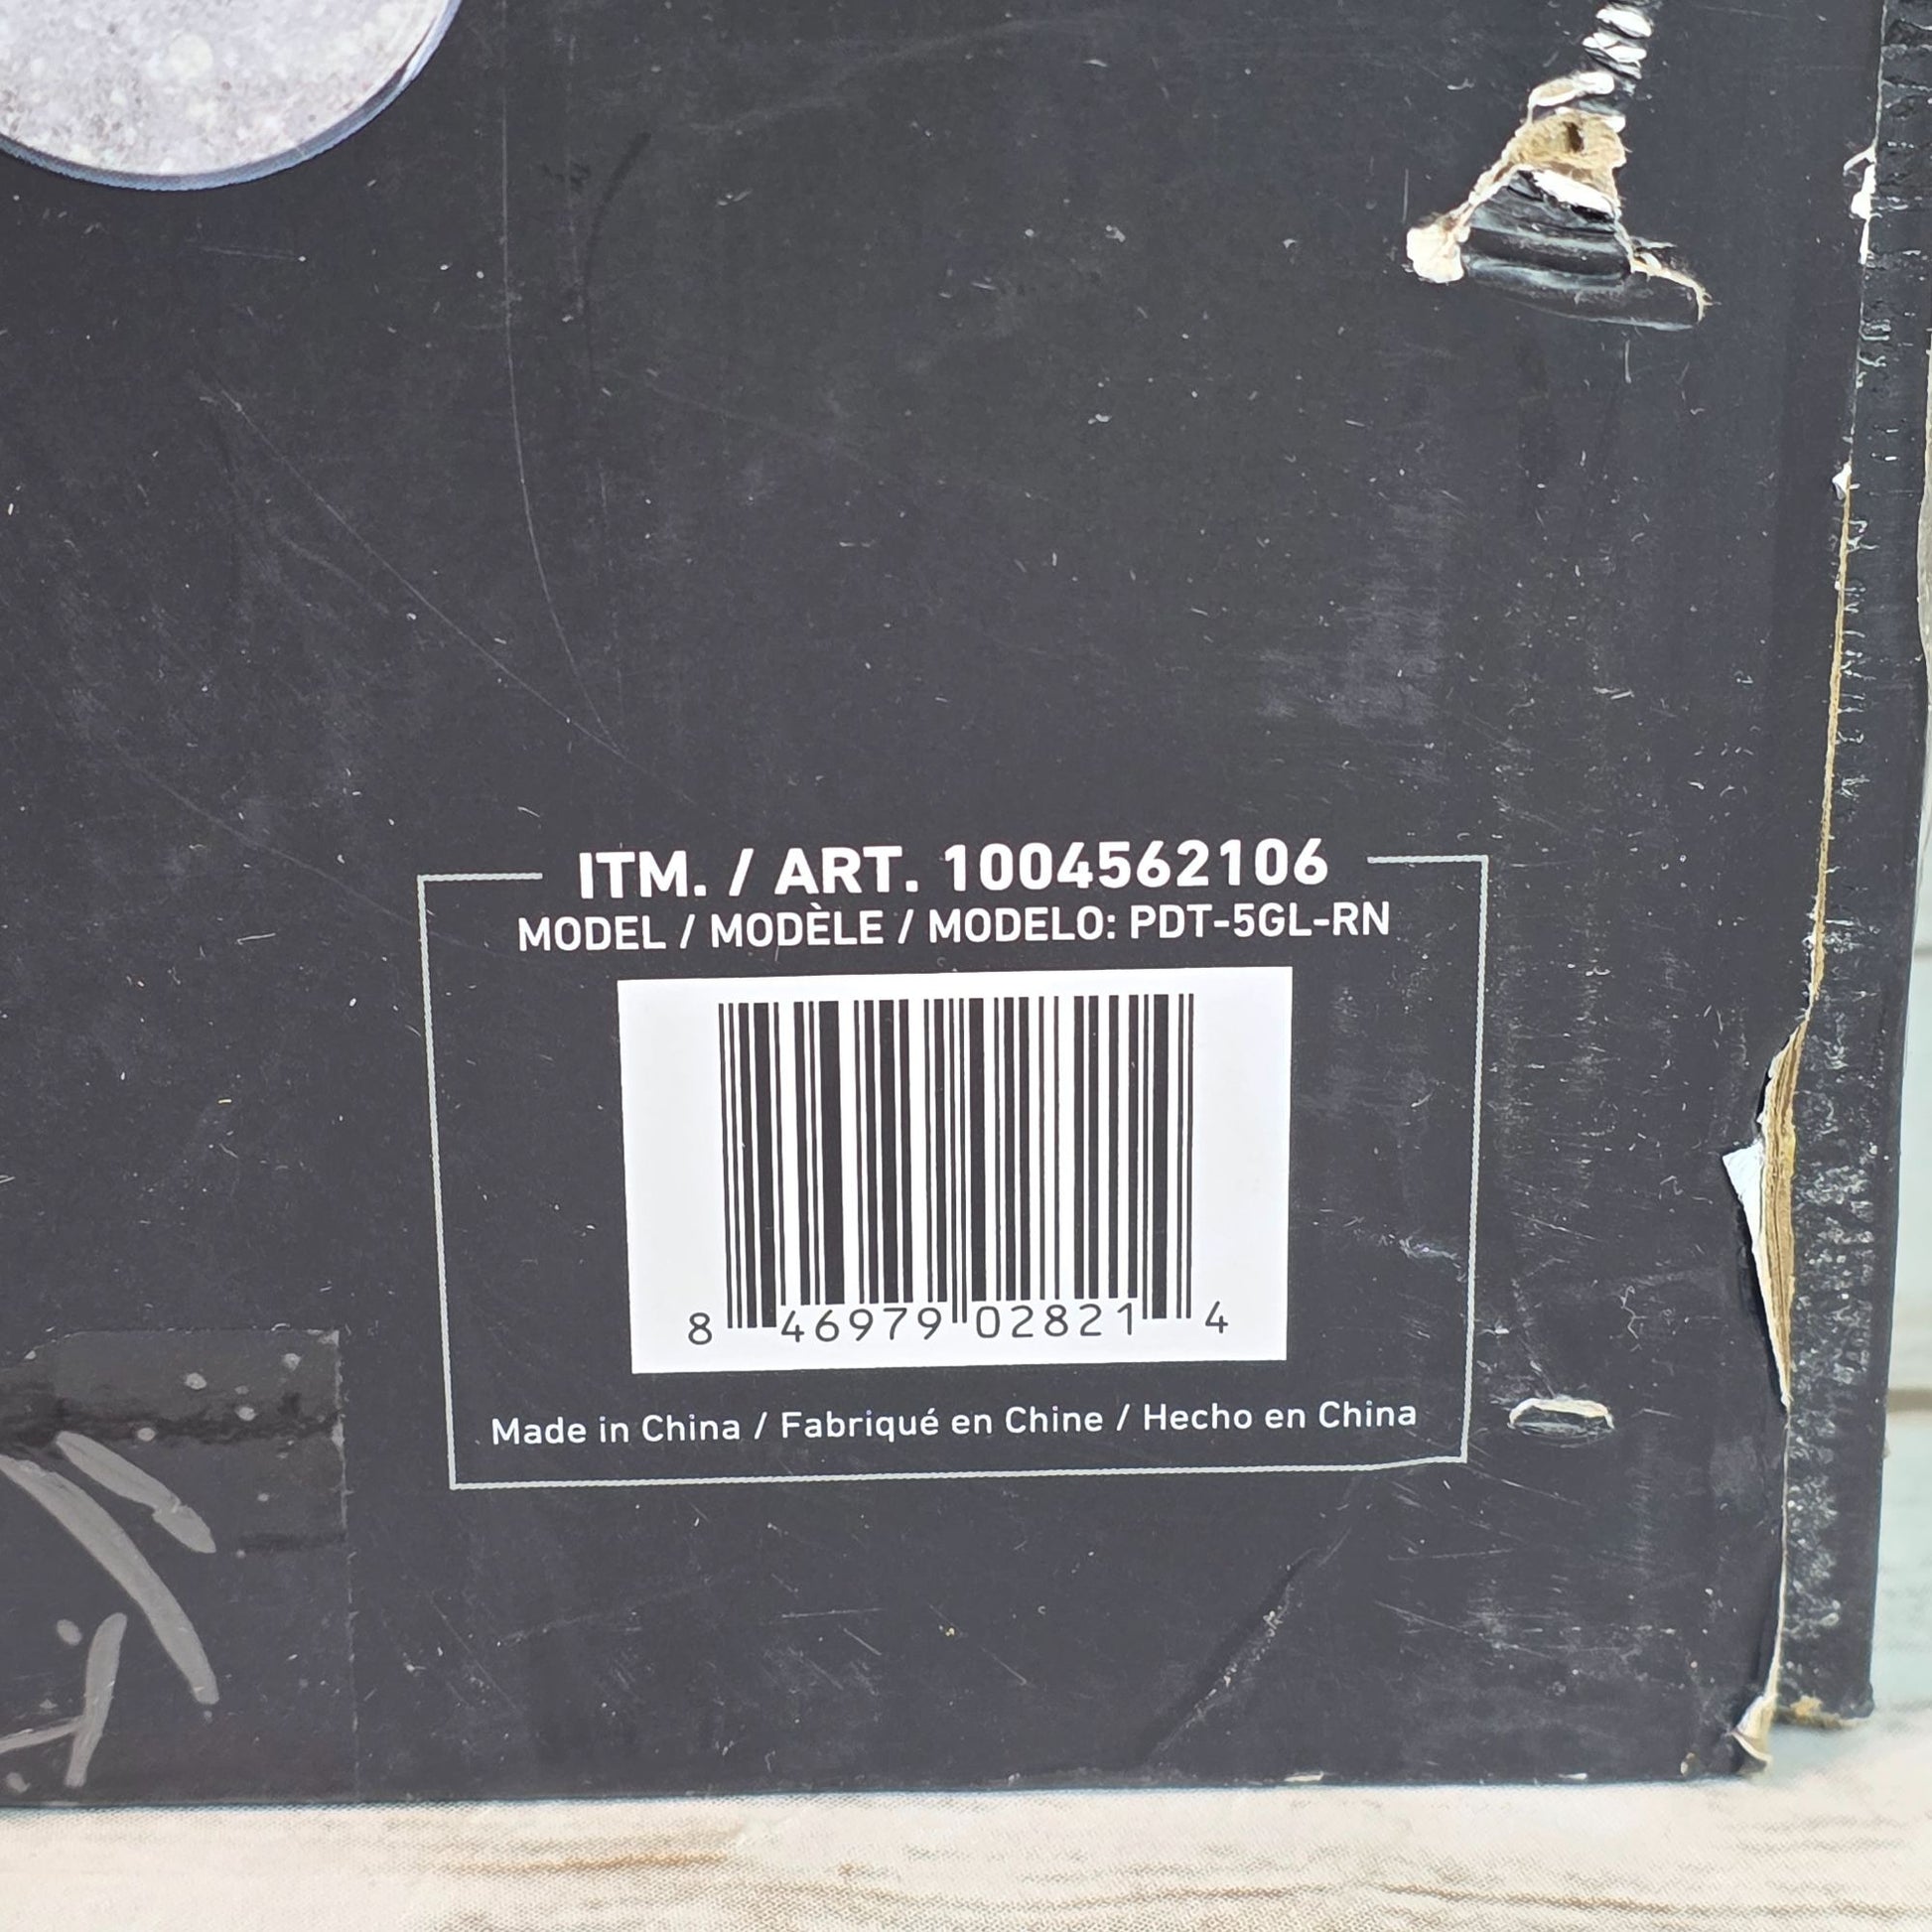 ITM. / ART. 1004562106
MODEL / MODÈLE / MODELO: PDT-5GL-RN
8 46979 02821 4
Made in China / Fabriqué en Chine / Hecho en China